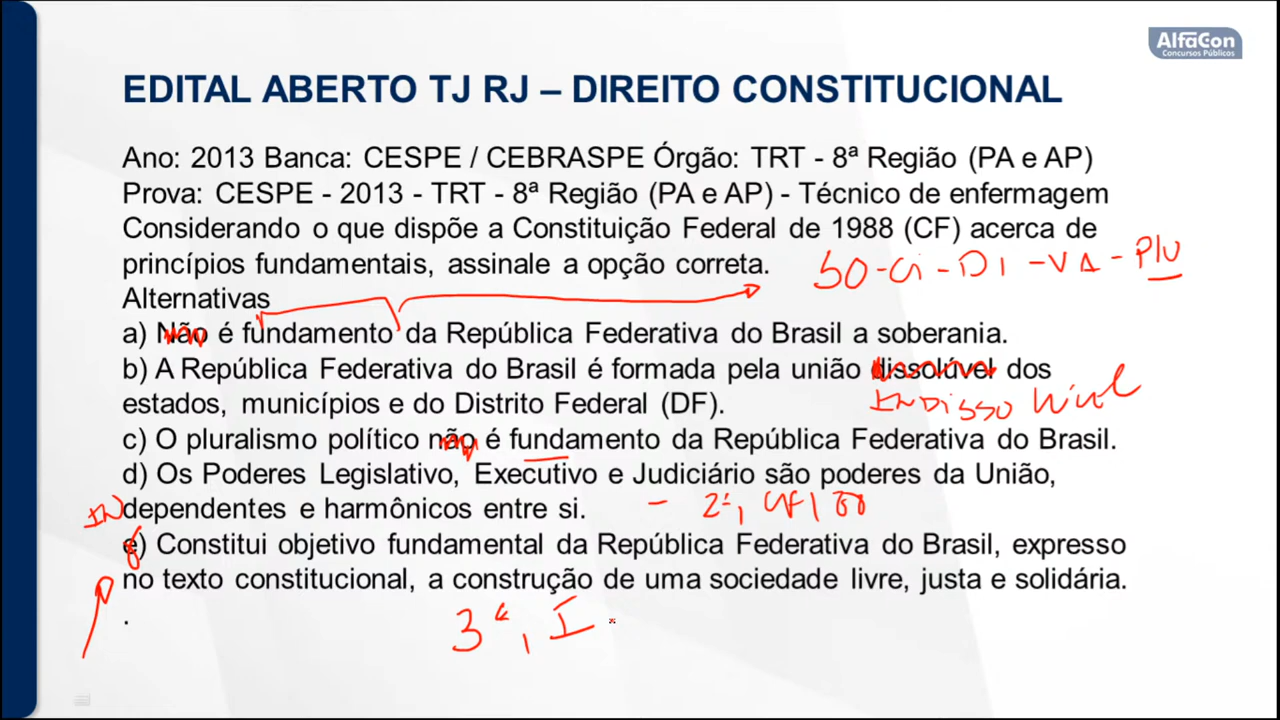 AlfaCon
Concursos Públicos
EDITAL ABERTO TJ RJ – DIREITO CONSTITUCIONAL
Ano: 2013 Banca: CESPE / CEBRASPE Órgão: TRT - 8ª Região (PA e AP)
Prova: CESPE - 2013 - TRT - 8ª Região (PA e AP) - Técnico de enfermagem
Considerando o que dispõe a Constituição Federal de 1988 (CF) acerca de
princípios fundamentais, assinale a opção correta.
SO-Ci-DI-VA-Plu
Alternativas
a) Não é fundamento da República Federativa do Brasil a soberania.
b) A República Federativa do Brasil é formada pela união dissolúvel dos
estados, municípios e do Distrito Federal (DF).
INDissolúvel
c) O pluralismo político não é fundamento da República Federativa do Brasil.
d) Os Poderes Legislativo, Executivo e Judiciário são poderes da União,
IN dependentes e harmônicos entre si. - 2º, CF/88
e) Constitui objetivo fundamental da República Federativa do Brasil, expresso
no texto constitucional, a construção de uma sociedade livre, justa e solidária.
.
3º, I